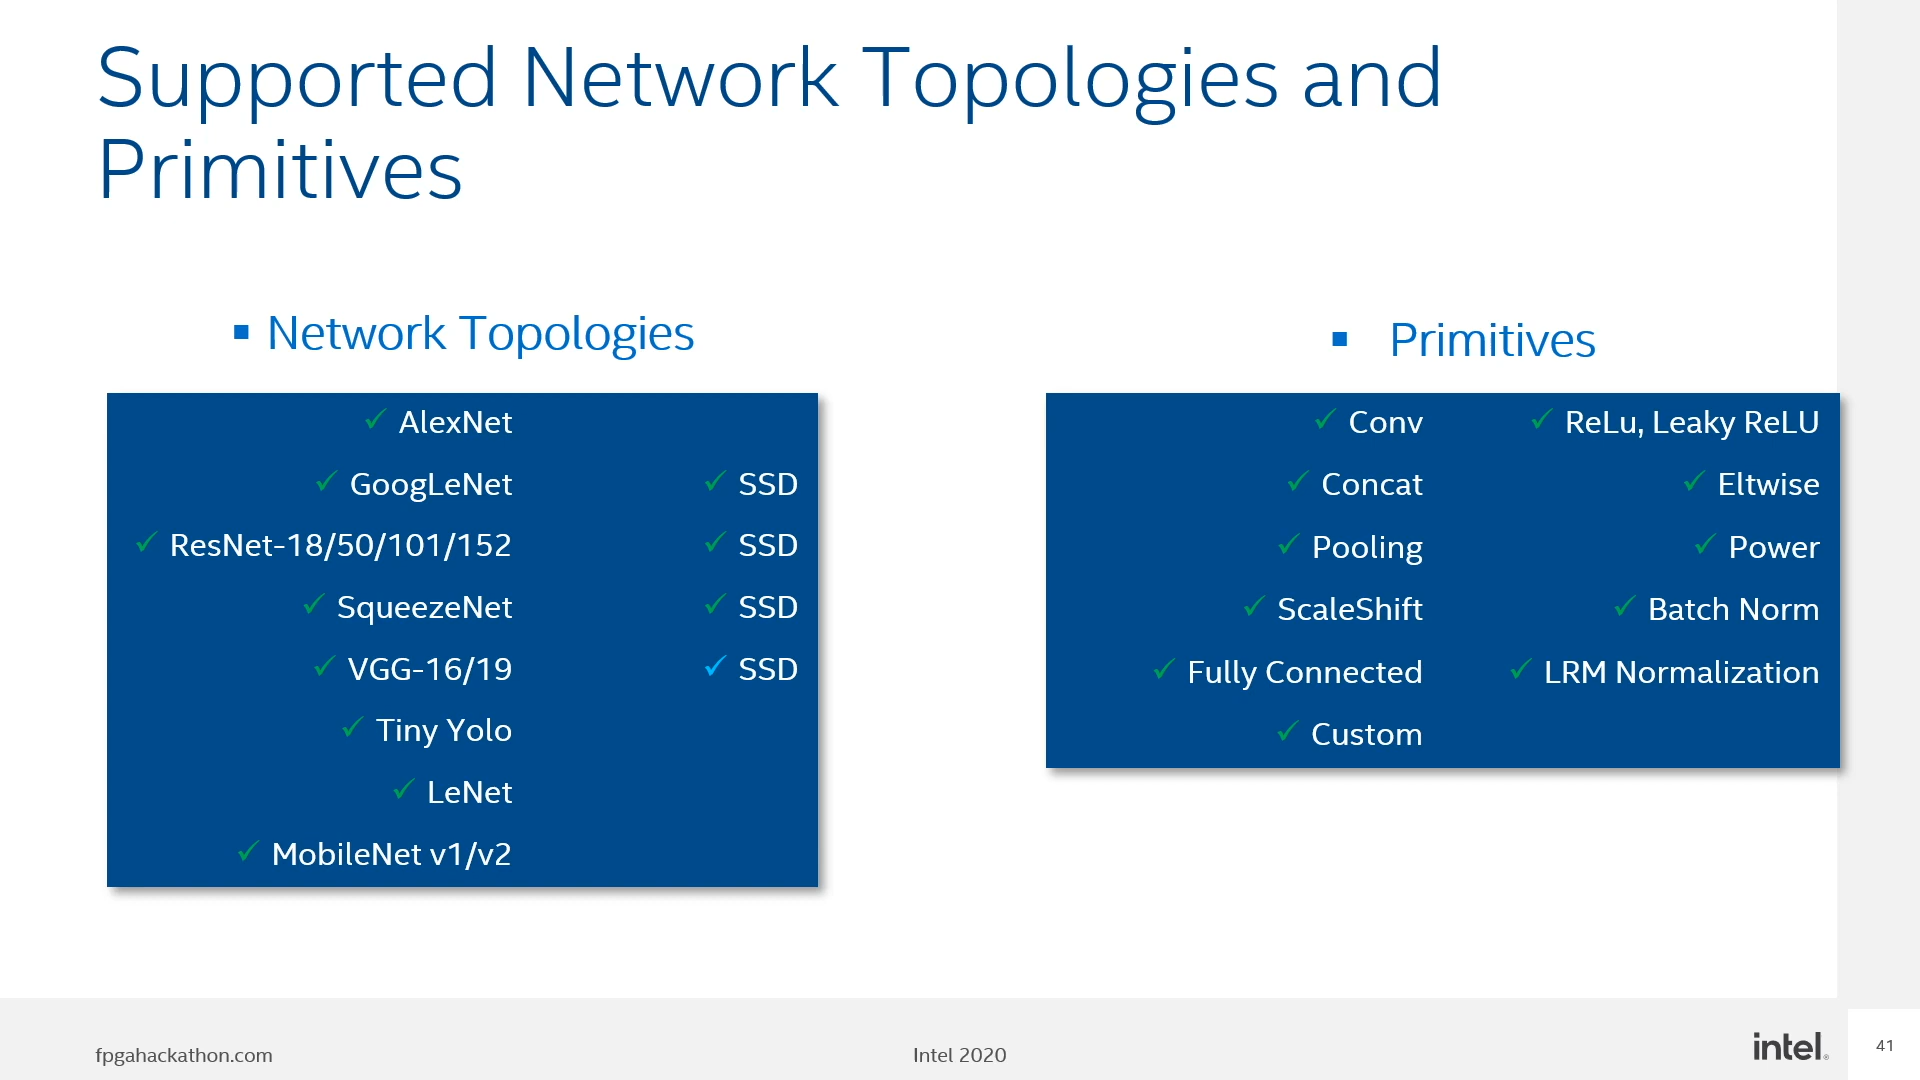 Supported Network Topologies and
Primitives
▪ Network Topologies
✓ AlexNet
✓ GoogLeNet ✓ SSD
✓ ResNet-18/50/101/152 ✓ SSD
✓ SqueezeNet ✓ SSD
✓ VGG-16/19 ✓ SSD
✓ Tiny Yolo
✓ LeNet
✓ MobileNet v1/v2
▪ Primitives
✓ Conv ✓ ReLu, Leaky ReLU
✓ Concat ✓ Eltwise
✓ Pooling ✓ Power
✓ ScaleShift ✓ Batch Norm
✓ Fully Connected ✓ LRM Normalization
✓ Custom
fpgahackathon.com
Intel 2020
intel®
41